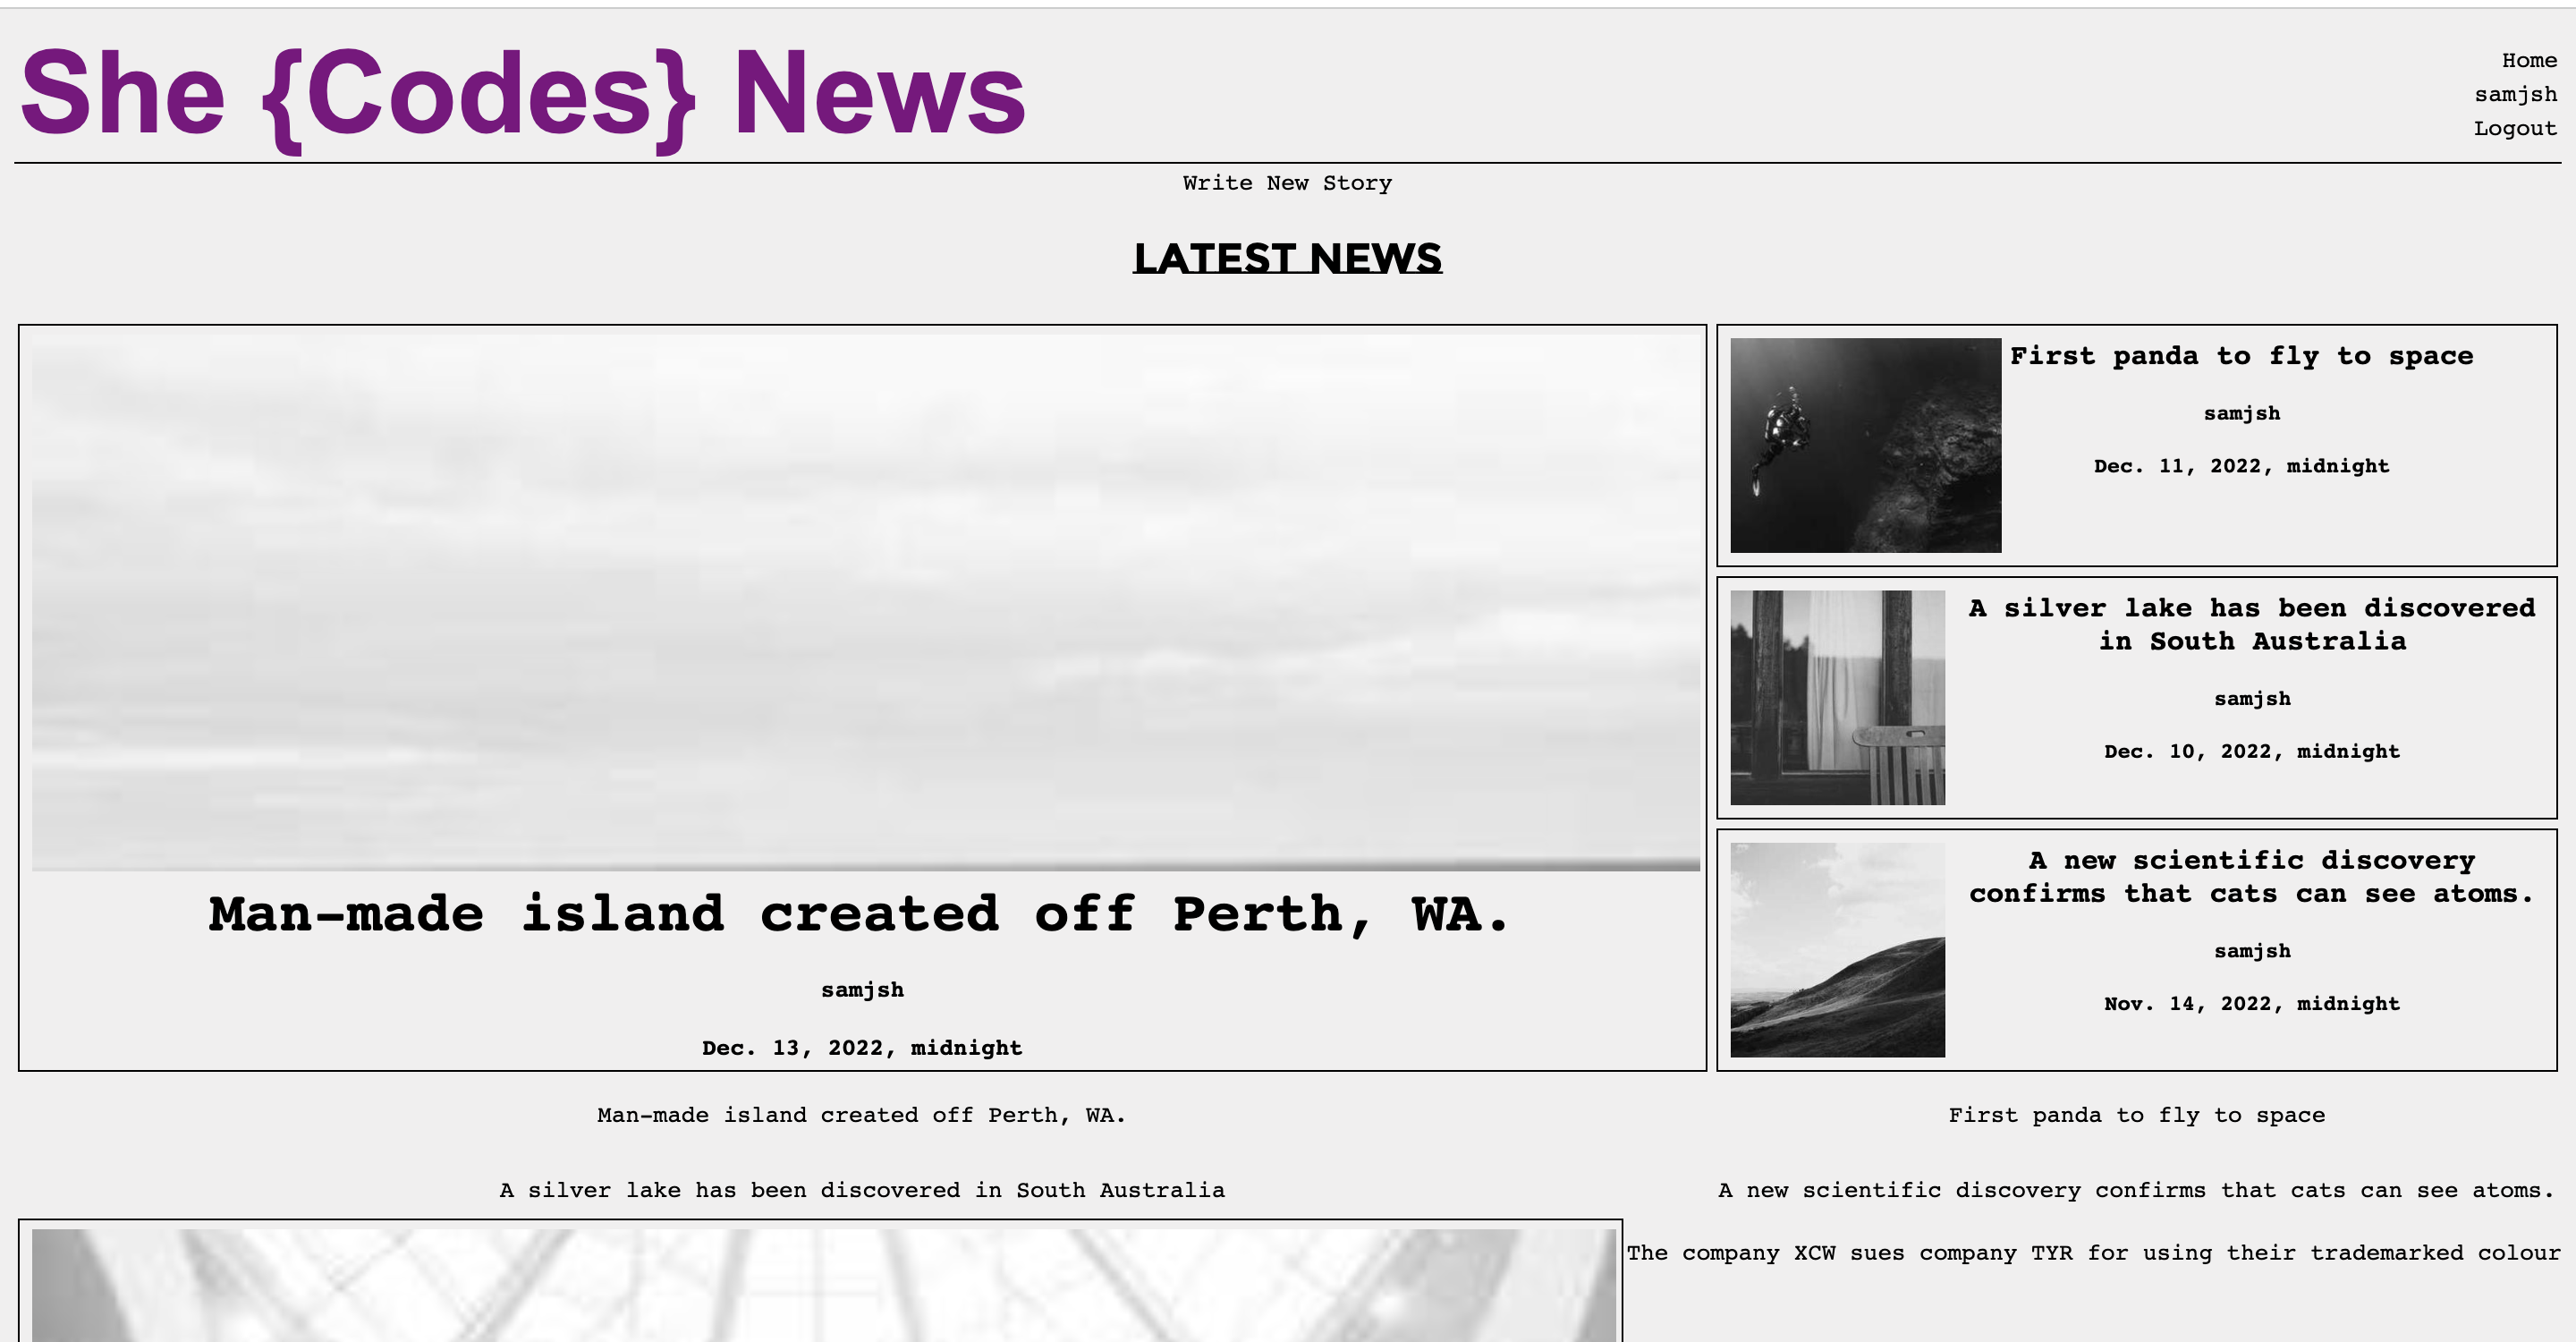 She {Codes} News
Home
samjsh
Logout
Write New Story
LATEST NEWS
Man-made island created off Perth, WA.
samjsh
Dec. 13, 2022, midnight
First panda to fly to space
samjsh
Dec. 11, 2022, midnight
A silver lake has been discovered
in South Australia
samjsh
Dec. 10, 2022, midnight
A new scientific discovery
confirms that cats can see atoms.
samjsh
Nov. 14, 2022, midnight
Man-made island created off Perth, WA.
First panda to fly to space
A silver lake has been discovered in South Australia
A new scientific discovery confirms that cats can see atoms.
The company XCW sues company TYR for using their trademarked colour